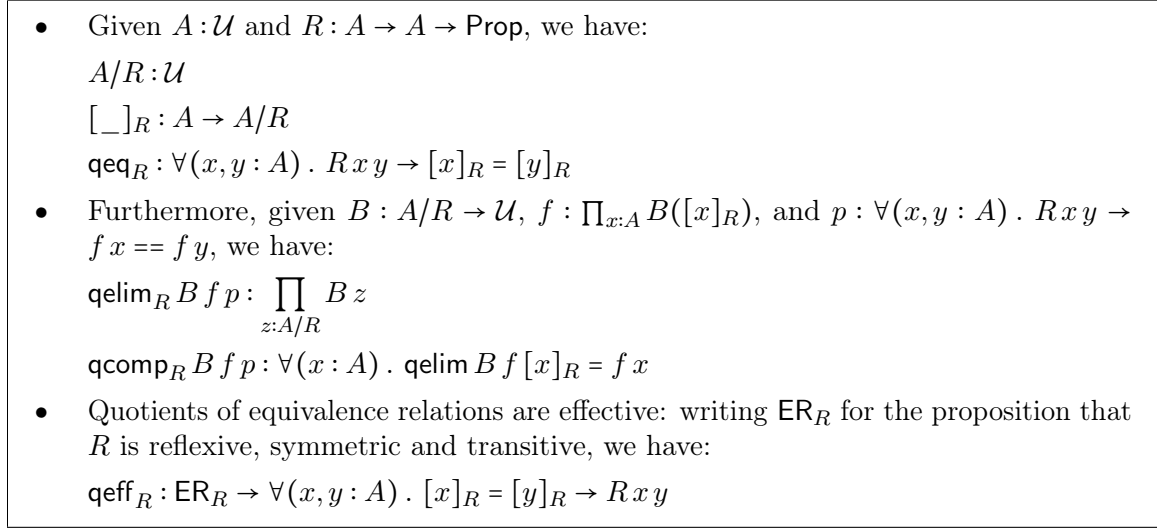 • Given A : 𝒰 and R : A → A → Prop, we have:
A/R : 𝒰
[_]_R : A → A/R
qeq_R : ∀(x, y : A) . R x y → [x]_R = [y]_R
• Furthermore, given B : A/R → 𝒰, f : ∏_{x:A} B([x]_R), and p : ∀(x, y : A) . R x y →
f x == f y, we have:
qelim_R B f p : ∏_{z:A/R} B z
qcomp_R B f p : ∀(x : A) . qelim B f [x]_R = f x
• Quotients of equivalence relations are effective: writing ER_R for the proposition that
R is reflexive, symmetric and transitive, we have:
qeff_R : ER_R → ∀(x, y : A) . [x]_R = [y]_R → R x y